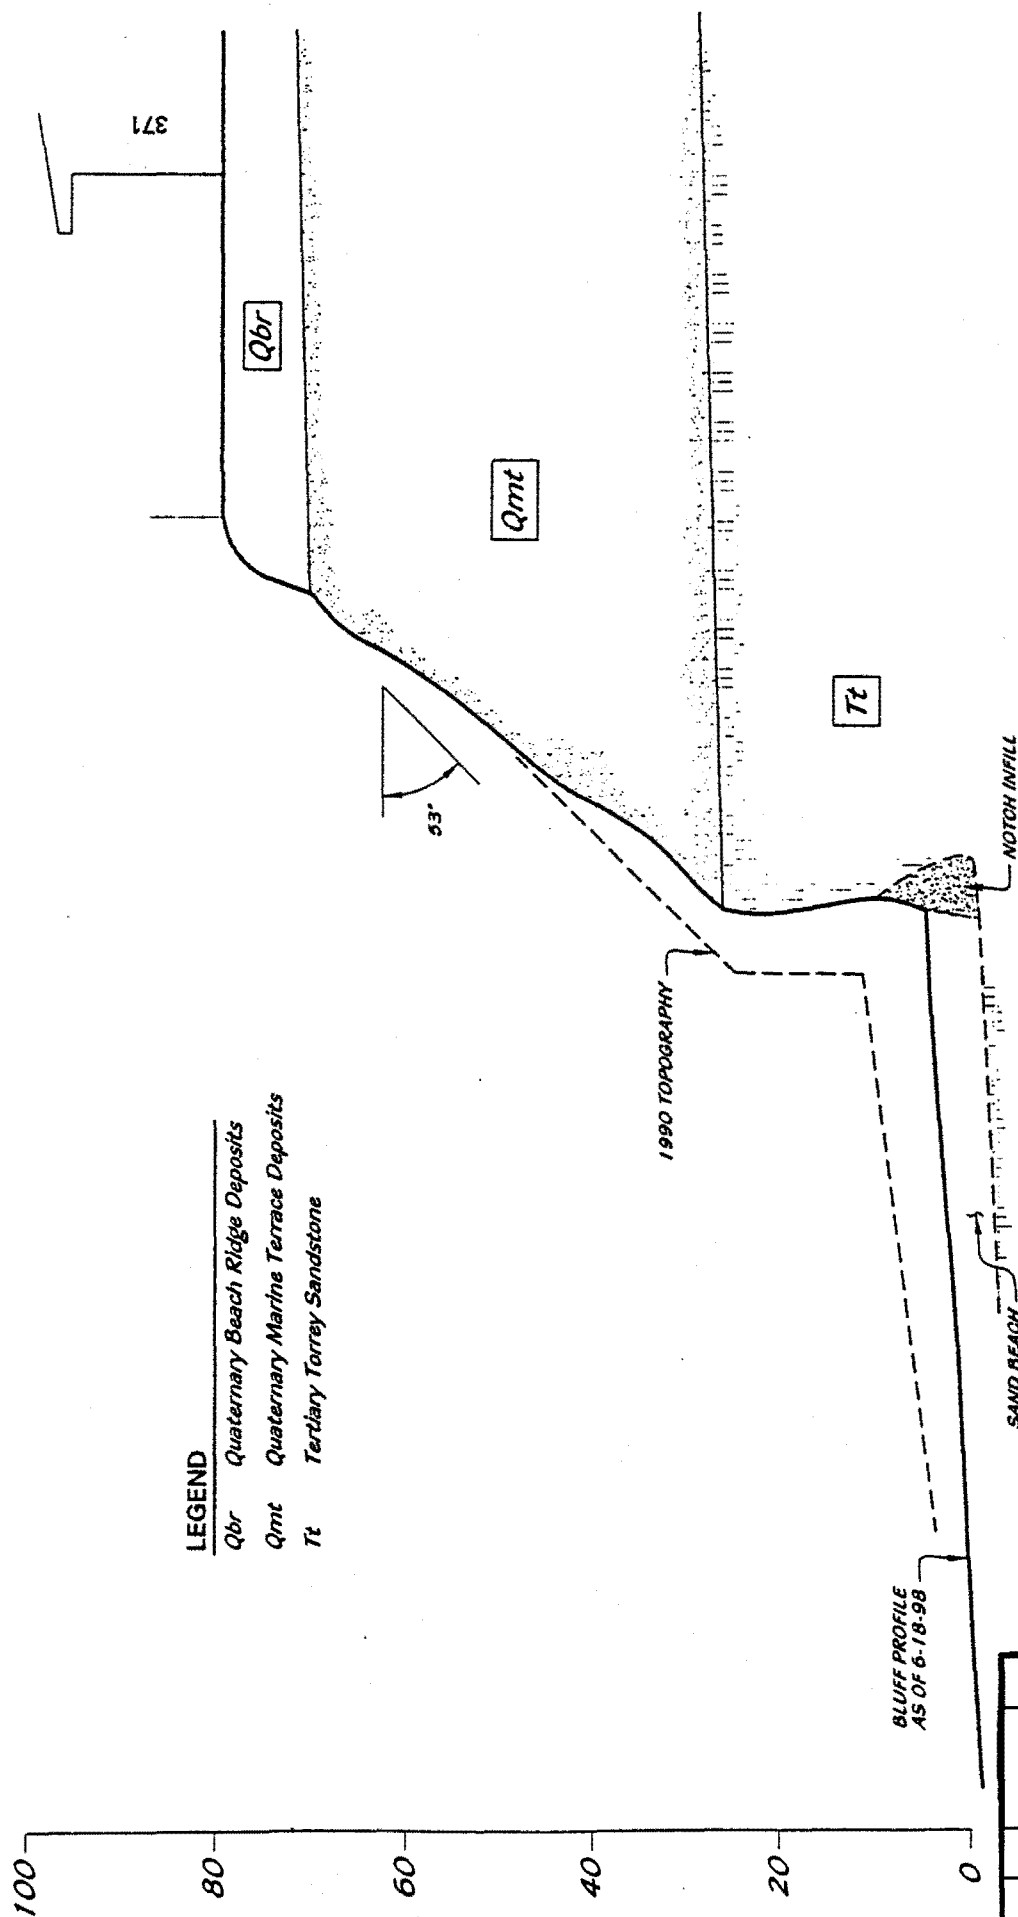 371
Qbr
Qmt
Tt
53°
1990 TOPOGRAPHY
NOTCH INFILL
SAND BEACH
BLUFF PROFILE
AS OF 6-18-98
LEGEND
Qbr Quaternary Beach Ridge Deposits
Qmt Quaternary Marine Terrace Deposits
Tt Tertiary Torrey Sandstone
100
80
60
40
20
0